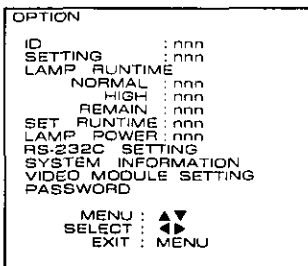 OPTION
ID : nnn
SETTING : nnn
LAMP RUNTIME
NORMAL : nnn
HIGH : nnn
REMAIN : nnn
SET RUNTIME : nnn
LAMP POWER : nnn
RS-232C SETTING
SYSTEM INFORMATION
VIDEO MODULE SETTING
PASSWORD
MENU : ▲▼
SELECT : ◀▶
EXIT : MENU